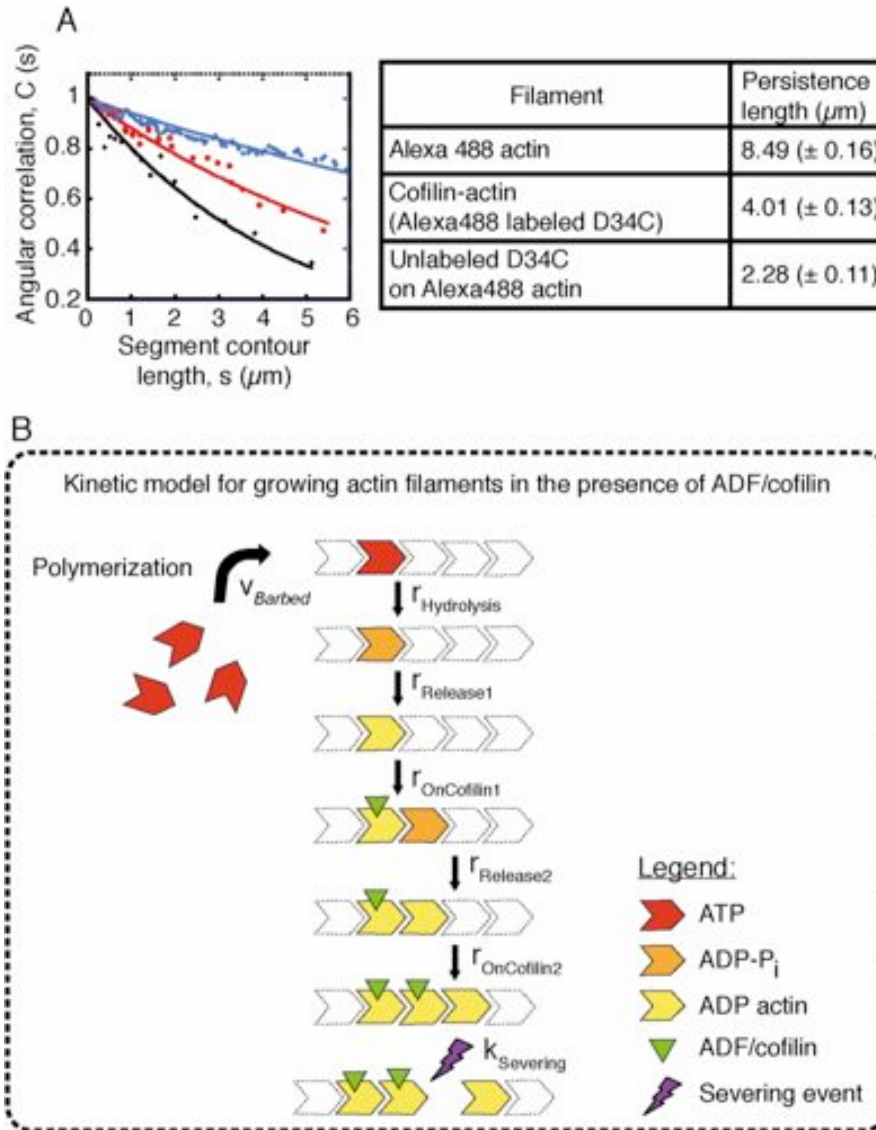 A
Angular correlation, C (s)
1
0.8
0.6
0.4
0.2
0 1 2 3 4 5 6
Segment contour
length, s (μm)
Filament
Persistence
length (μm)
Alexa 488 actin
8.49 (± 0.16)
Cofilin-actin
(Alexa488 labeled D34C)
4.01 (± 0.13)
Unlabeled D34C
on Alexa488 actin
2.28 (± 0.11)
B
Kinetic model for growing actin filaments in the presence of ADF/cofilin
Polymerization
vBarbed
rHydrolysis
rRelease1
rOnCofilin1
rRelease2
rOnCofilin2
kSevering
Legend:
ATP
ADP-Pi
ADP actin
ADF/cofilin
Severing event